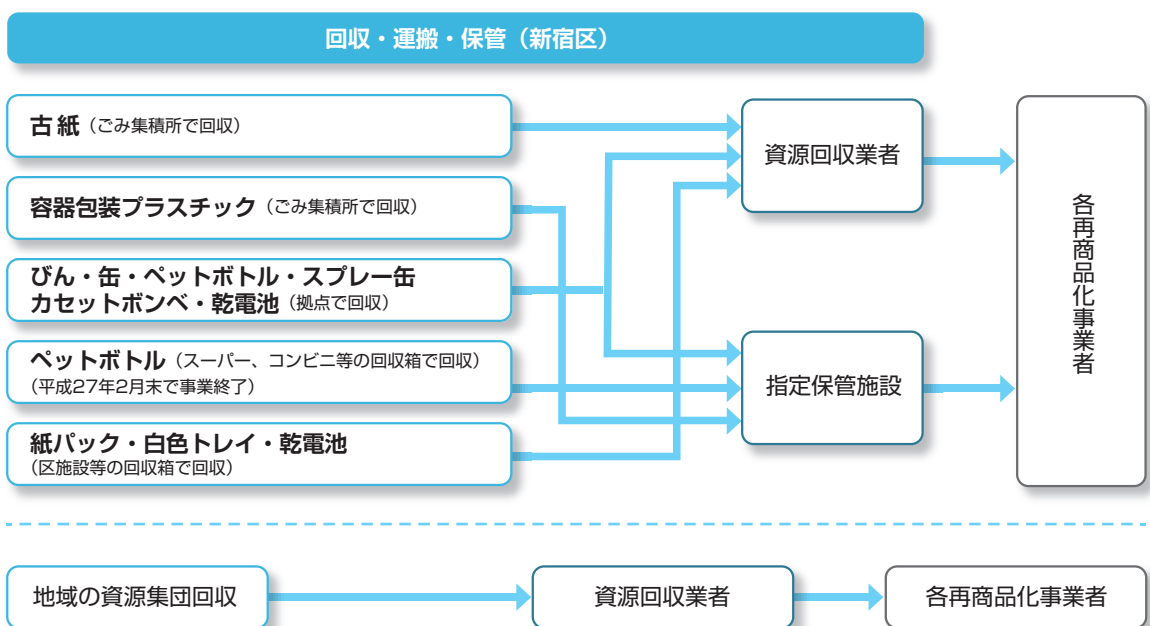 回収・運搬・保管（新宿区）
古紙（ごみ集積所で回収）
容器包装プラスチック（ごみ集積所で回収）
びん・缶・ペットボトル・スプレー缶
カセットボンベ・乾電池（拠点で回収）
ペットボトル（スーパー、コンビニ等の回収箱で回収）
（平成27年2月末で事業終了）
紙パック・白色トレイ・乾電池
（区施設等の回収箱で回収）
資源回収業者
指定保管施設
各再商品化事業者
地域の資源集団回収
資源回収業者
各再商品化事業者